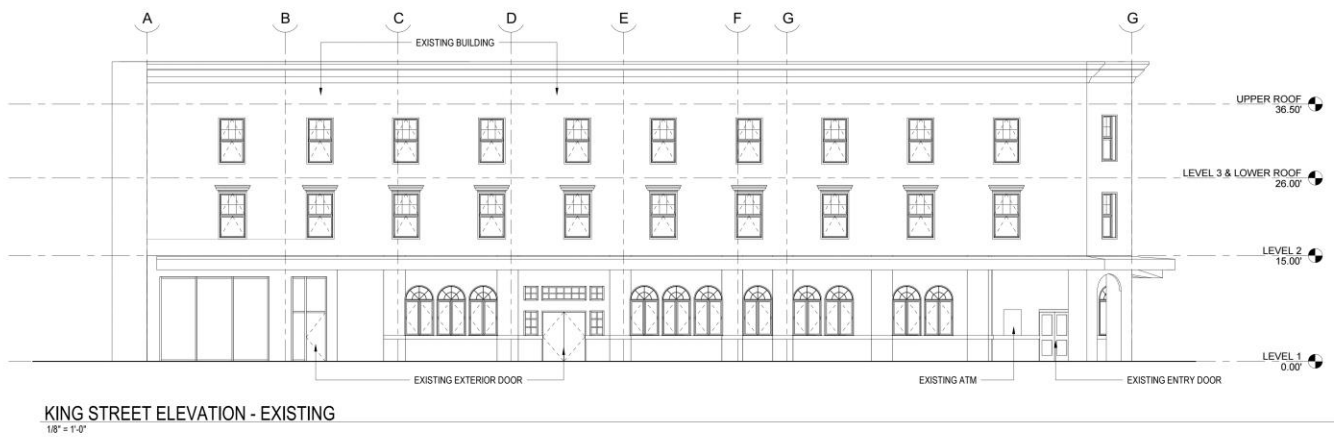 A B C D E F G G
EXISTING BUILDING
UPPER ROOF
36.50'
LEVEL 3 & LOWER ROOF
26.00'
LEVEL 2
15.00'
LEVEL 1
0.00'
EXISTING EXTERIOR DOOR
EXISTING ATM
EXISTING ENTRY DOOR
KING STREET ELEVATION - EXISTING
1/8" = 1'-0"